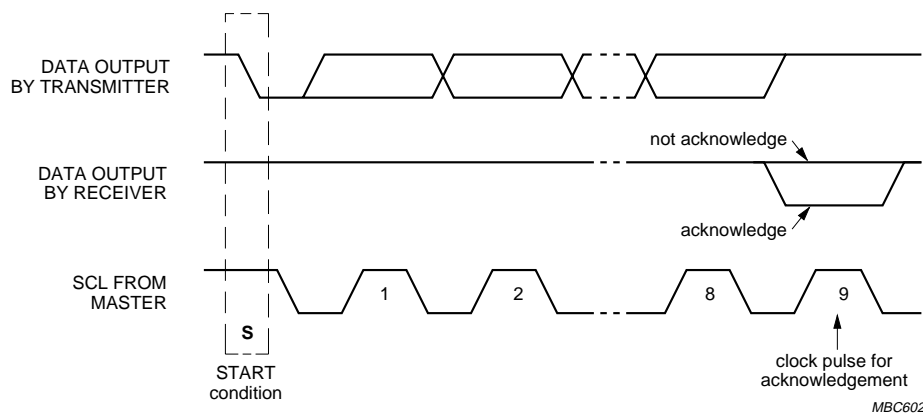 DATA OUTPUT
BY TRANSMITTER
not acknowledge
DATA OUTPUT
BY RECEIVER
acknowledge
SCL FROM
MASTER
1
2
8
9
S
START
condition
clock pulse for
acknowledgement
MBC602